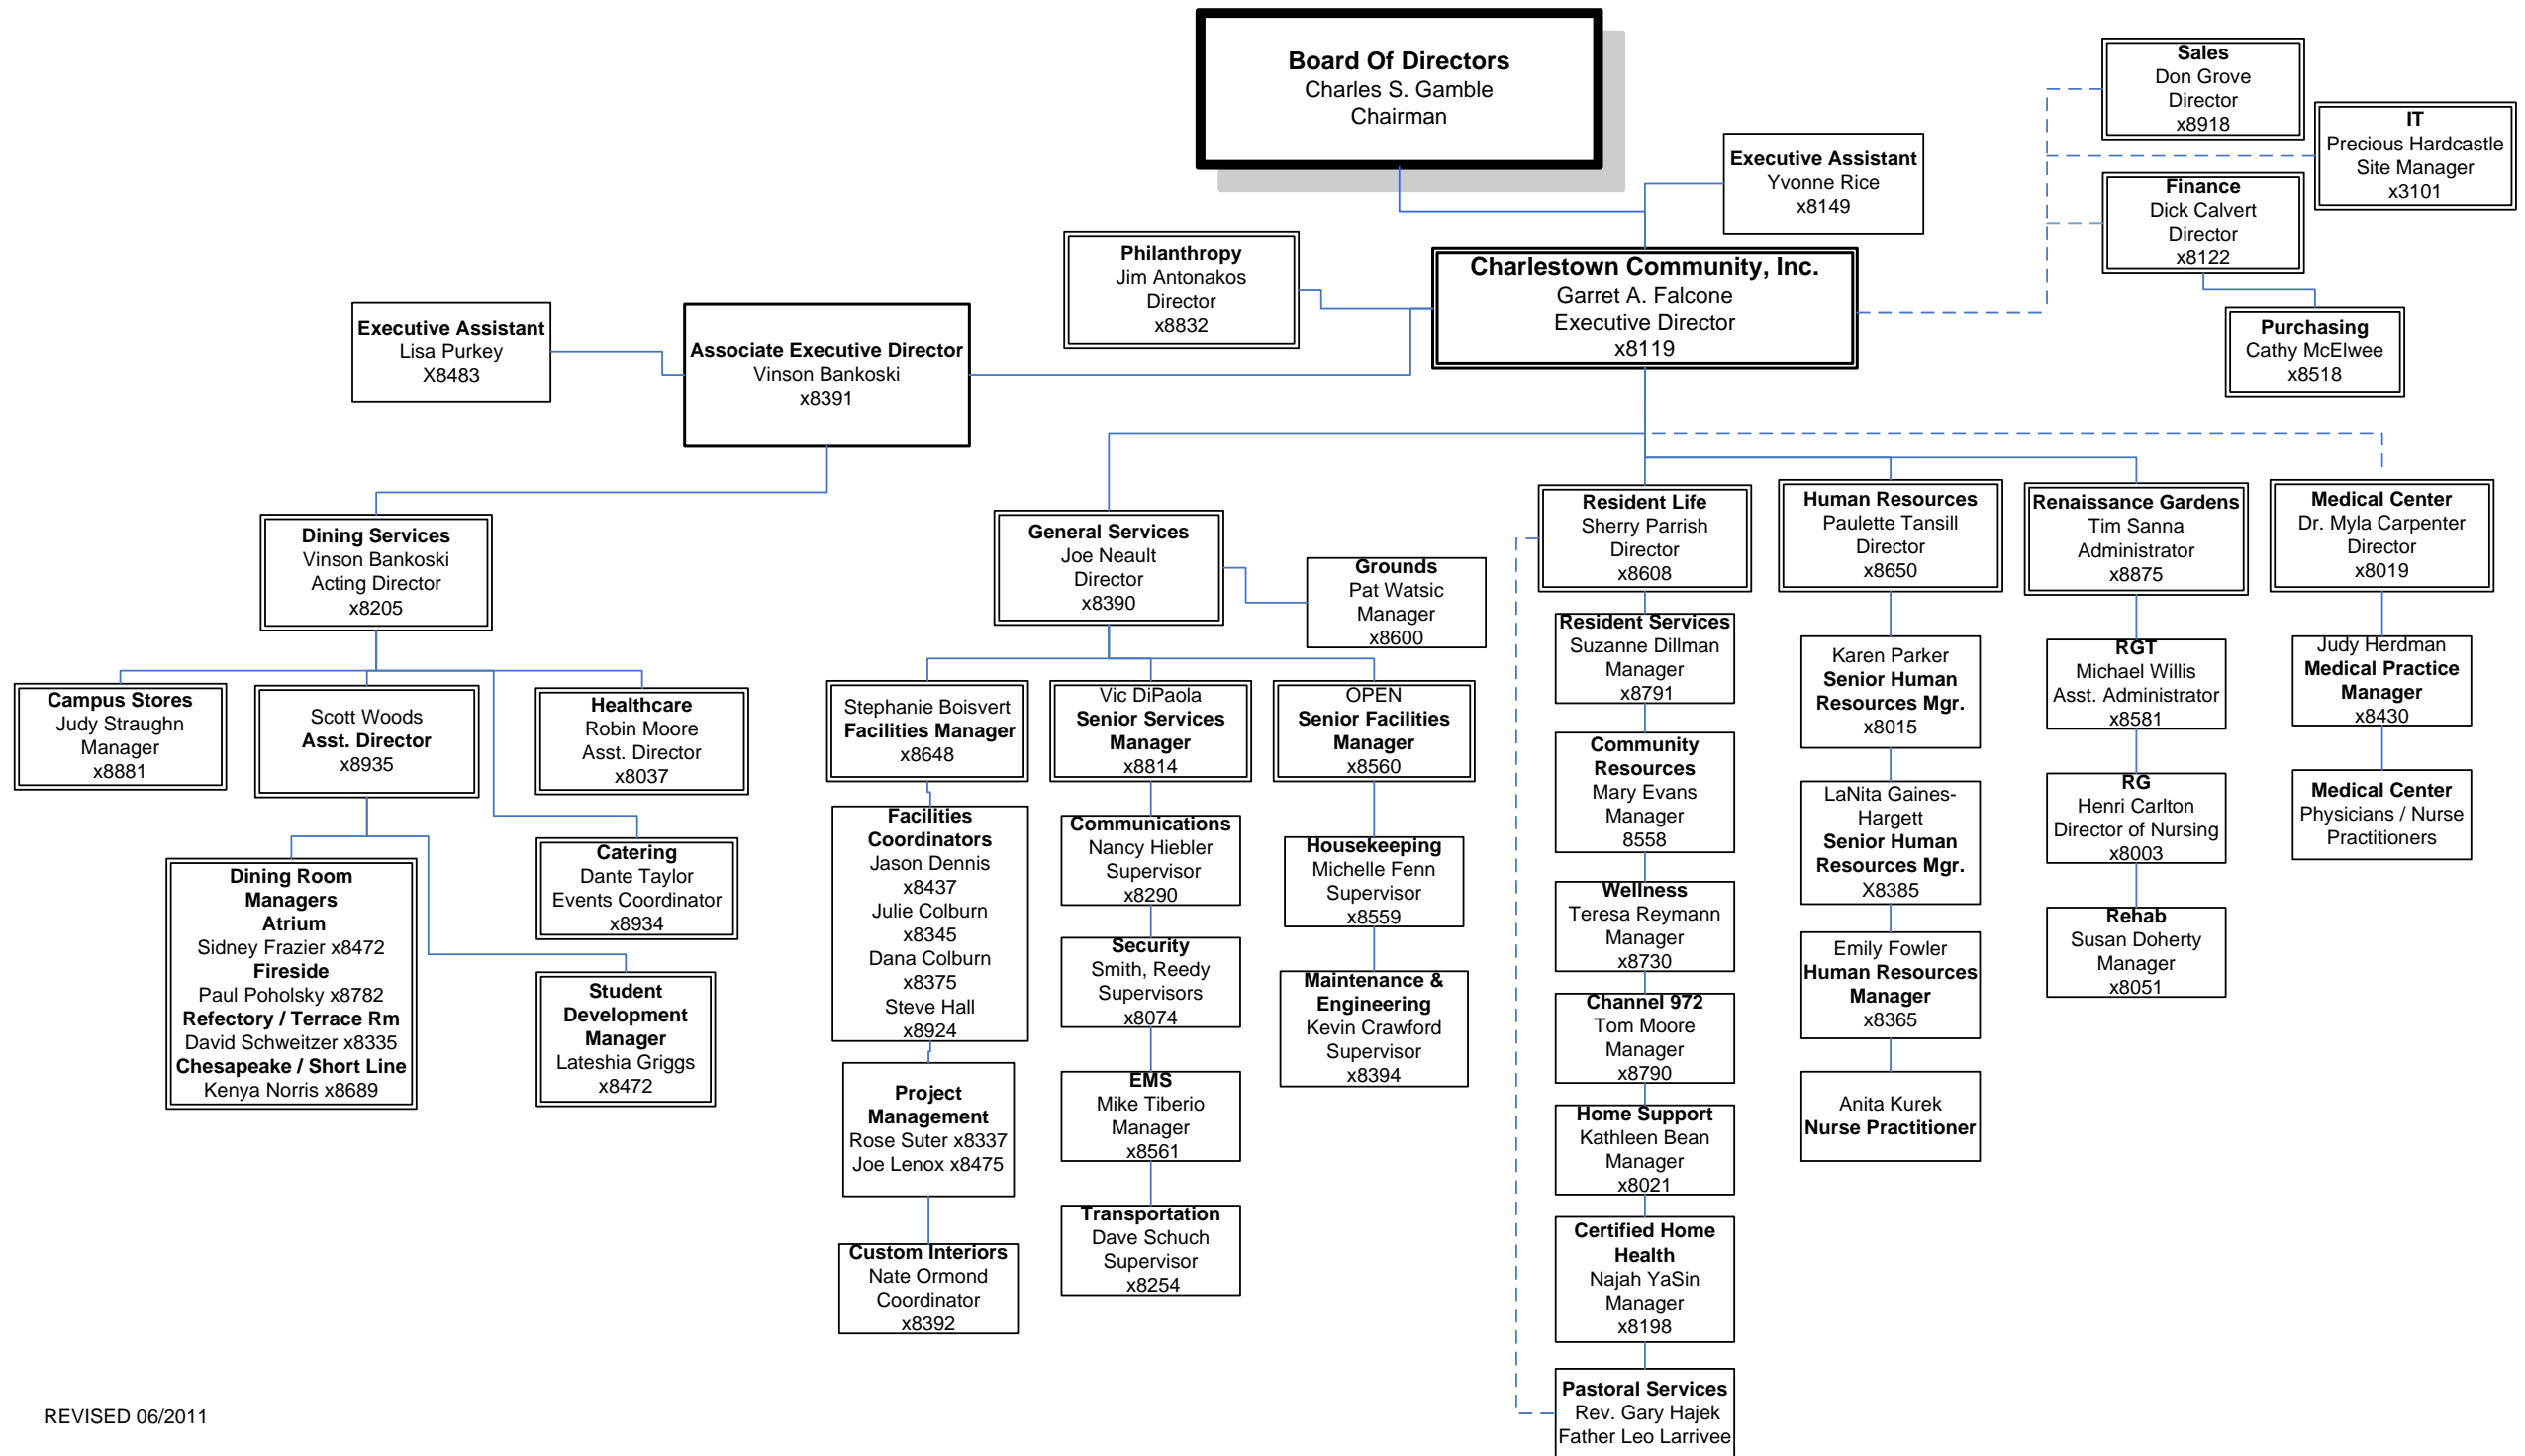 Board Of Directors
Charles S. Gamble
Chairman
Sales
Don Grove
Director
x8918
IT
Precious Hardcastle
Site Manager
x3101
Executive Assistant
Yvonne Rice
x8149
Finance
Dick Calvert
Director
x8122
Philanthropy
Jim Antonakos
Director
x8832
Charlestown Community, Inc.
Garret A. Falcone
Executive Director
x8119
Purchasing
Cathy McElwee
x8518
Executive Assistant
Lisa Purkey
X8483
Associate Executive Director
Vinson Bankoski
x8391
Dining Services
Vinson Bankoski
Acting Director
x8205
General Services
Joe Neault
Director
x8390
Grounds
Pat Watsic
Manager
x8600
Resident Life
Sherry Parrish
Director
x8608
Human Resources
Paulette Tansill
Director
x8650
Renaissance Gardens
Tim Sanna
Administrator
x8875
Medical Center
Dr. Myla Carpenter
Director
x8019
Campus Stores
Judy Straughn
Manager
x8881
Scott Woods
Asst. Director
x8935
Healthcare
Robin Moore
Asst. Director
x8037
Dining Room
Managers
Atrium
Sidney Frazier x8472
Fireside
Paul Poholsky x8782
Refectory / Terrace Rm
David Schweitzer x8335
Chesapeake / Short Line
Kenya Norris x8689
Catering
Dante Taylor
Events Coordinator
x8934
Student
Development
Manager
Lateshia Griggs
x8472
Stephanie Boisvert
Facilities Manager
x8648
Facilities
Coordinators
Jason Dennis
x8437
Julie Colburn
x8345
Dana Colburn
x8375
Steve Hall
x8924
Project
Management
Rose Suter x8337
Joe Lenox x8475
Custom Interiors
Nate Ormond
Coordinator
x8392
Vic DiPaola
Senior Services
Manager
x8814
Communications
Nancy Hiebler
Supervisor
x8290
Security
Smith, Reedy
Supervisors
x8074
EMS
Mike Tiberio
Manager
x8561
Transportation
Dave Schuch
Supervisor
x8254
OPEN
Senior Facilities
Manager
x8560
Housekeeping
Michelle Fenn
Supervisor
x8559
Maintenance &
Engineering
Kevin Crawford
Supervisor
x8394
Resident Services
Suzanne Dillman
Manager
x8791
Community
Resources
Mary Evans
Manager
8558
Wellness
Teresa Reymann
Manager
x8730
Channel 972
Tom Moore
Manager
x8790
Home Support
Kathleen Bean
Manager
x8021
Certified Home
Health
Najah YaSin
Manager
x8198
Pastoral Services
Rev. Gary Hajek
Father Leo Larrivee
Karen Parker
Senior Human
Resources Mgr.
x8015
LaNita Gaines-
Hargett
Senior Human
Resources Mgr.
X8385
Emily Fowler
Human Resources
Manager
x8365
Anita Kurek
Nurse Practitioner
RGT
Michael Willis
Asst. Administrator
x8581
RG
Henri Carlton
Director of Nursing
x8003
Rehab
Susan Doherty
Manager
x8051
Judy Herdman
Medical Practice
Manager
x8430
Medical Center
Physicians / Nurse
Practitioners
REVISED 06/2011